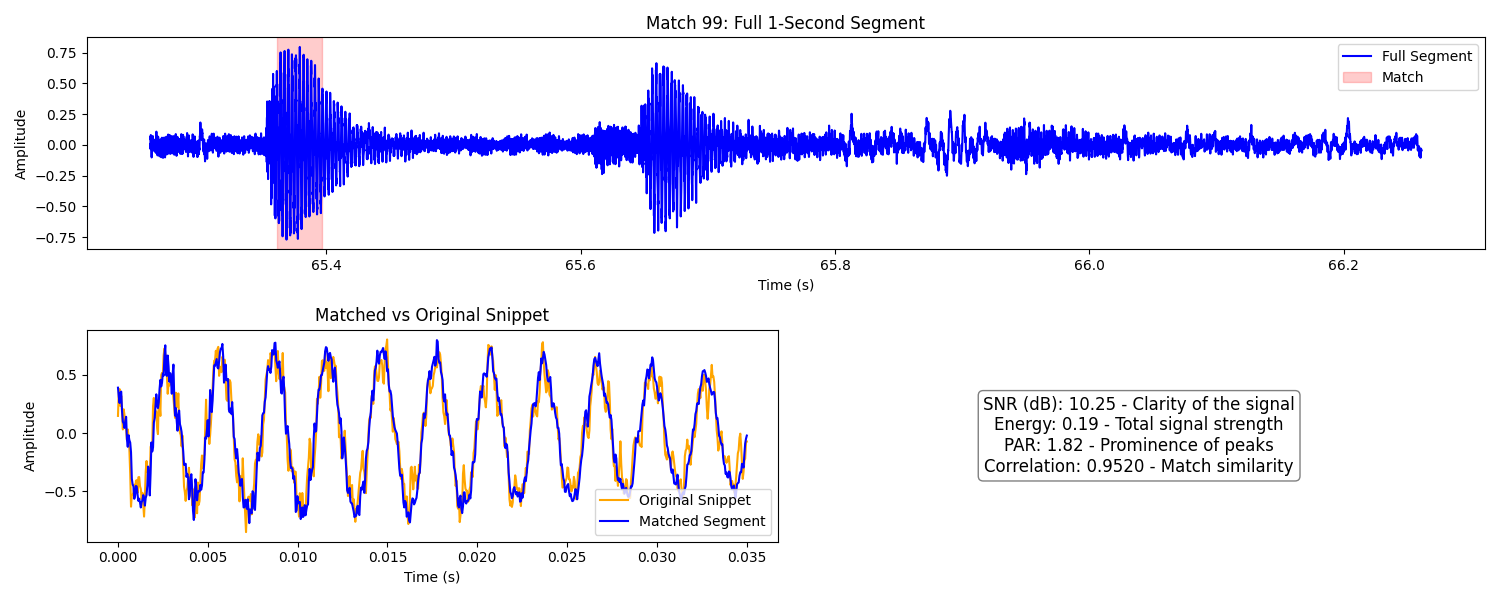 Match 99: Full 1-Second Segment
Amplitude
0.75
0.50
0.25
0.00
−0.25
−0.50
−0.75
Full Segment
Match
65.4 65.6 65.8 66.0 66.2
Time (s)
Matched vs Original Snippet
Amplitude
0.5
0.0
−0.5
Original Snippet
Matched Segment
0.000 0.005 0.010 0.015 0.020 0.025 0.030 0.035
Time (s)
SNR (dB): 10.25 - Clarity of the signal
Energy: 0.19 - Total signal strength
PAR: 1.82 - Prominence of peaks
Correlation: 0.9520 - Match similarity